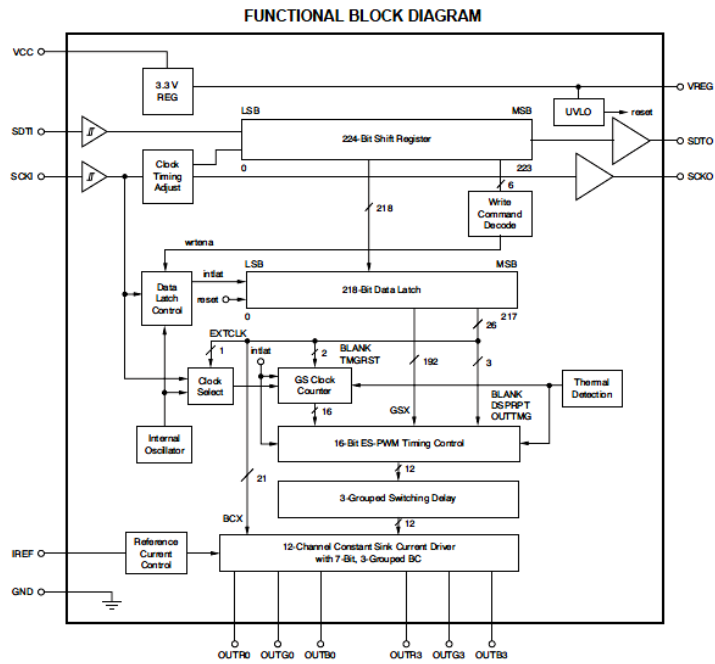 FUNCTIONAL BLOCK DIAGRAM
VCC
3.3 V
REG
VREG
UVLO
reset
LSB
MSB
SDTI
224-Bit Shift Register
SDTO
0
223
SCKI
Clock
Timing
Adjust
SCKO
6
218
Write
Command
Decode
wrtena
LSB
MSB
Data
Latch
Control
intlat
218-Bit Data Latch
reset
0
217
26
EXTCLK
1
intlat
2
BLANK
TMGRST
192
3
Clock
Select
GS Clock
Counter
Thermal
Detection
BLANK
DSPRPT
OUTTMG
16
GSX
Internal
Oscillator
16-Bit ES-PWM Timing Control
12
21
3-Grouped Switching Delay
BCX
12
IREF
Reference
Current
Control
12-Channel Constant Sink Current Driver
with 7-Bit, 3-Grouped BC
GND
OUTR0
OUTG0
OUTB0
OUTR3
OUTG3
OUTB3